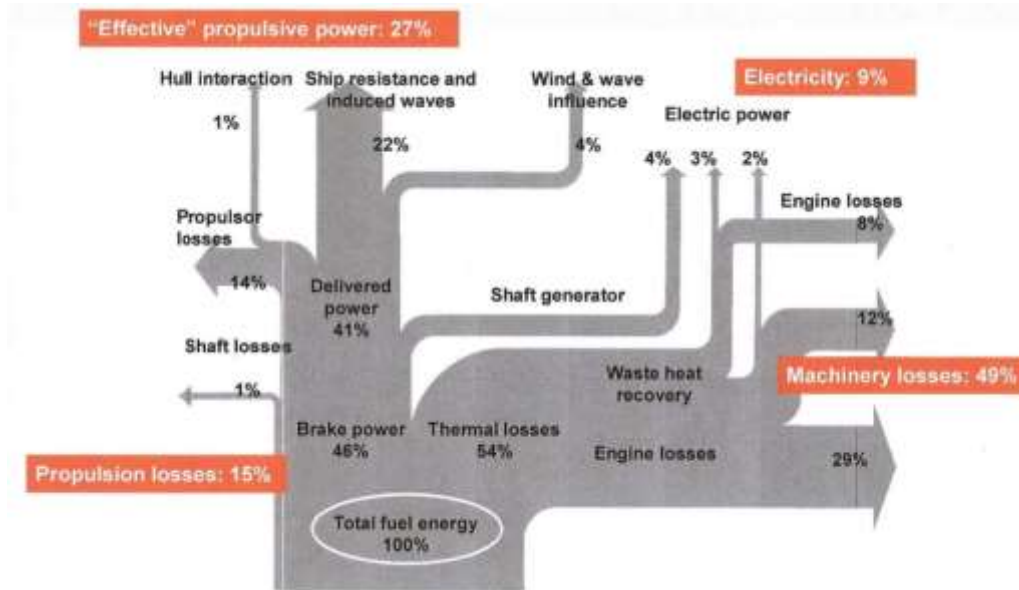 “Effective” propulsive power: 27%
Hull interaction
Ship resistance and
induced waves
Wind & wave
influence
Electricity: 9%
Electric power
1%
22%
4%
4%
3%
2%
Engine losses
8%
Propulsor
losses
14%
Delivered
power
41%
Shaft generator
12%
Shaft losses
1%
Waste heat
recovery
Machinery losses: 49%
Brake power
46%
Thermal losses
54%
Engine losses
29%
Propulsion losses: 15%
Total fuel energy
100%